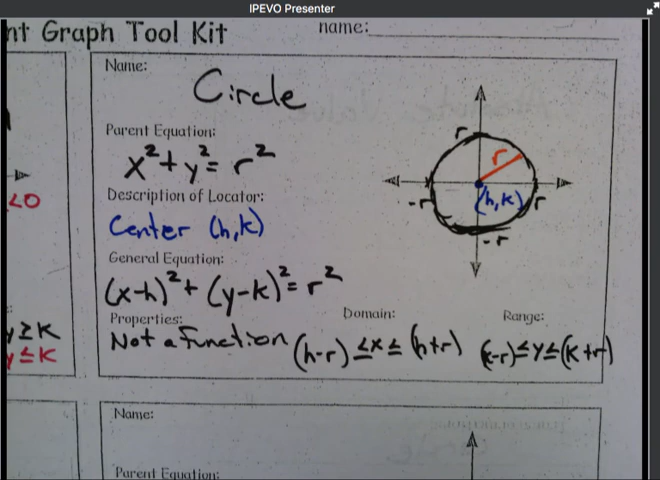 IPEVO Presenter
nt Graph Tool Kit
name:
Name:
Circle
Parent Equation:
x² + y² = r²
Description of Locator:
Center (h,k)
General Equation:
(x-h)² + (y-k)² = r²
Properties:
Not a Function
Domain:
(h-r) ≤ x ≤ (h+r)
Range:
(k-r) ≤ y ≤ (k+r)
r
r
(h,k)
-r
r
-r
<0
y ≥ k
y ≤ k
Name:
Parent Equation: